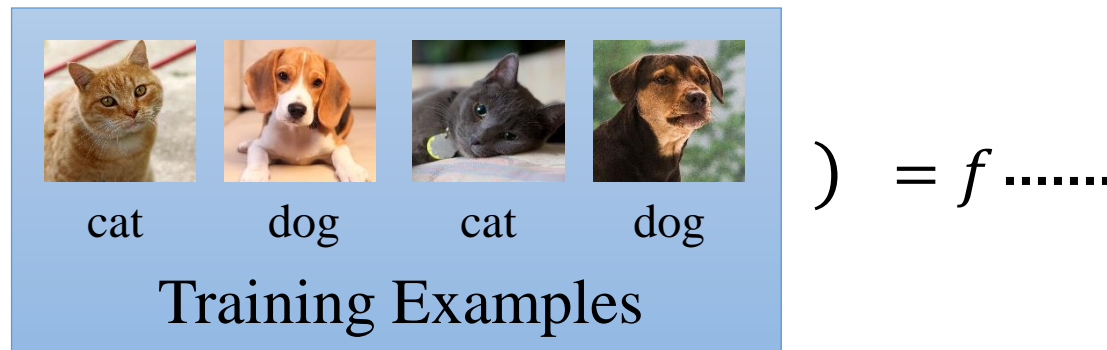 cat dog cat dog
) = f ........
Training Examples